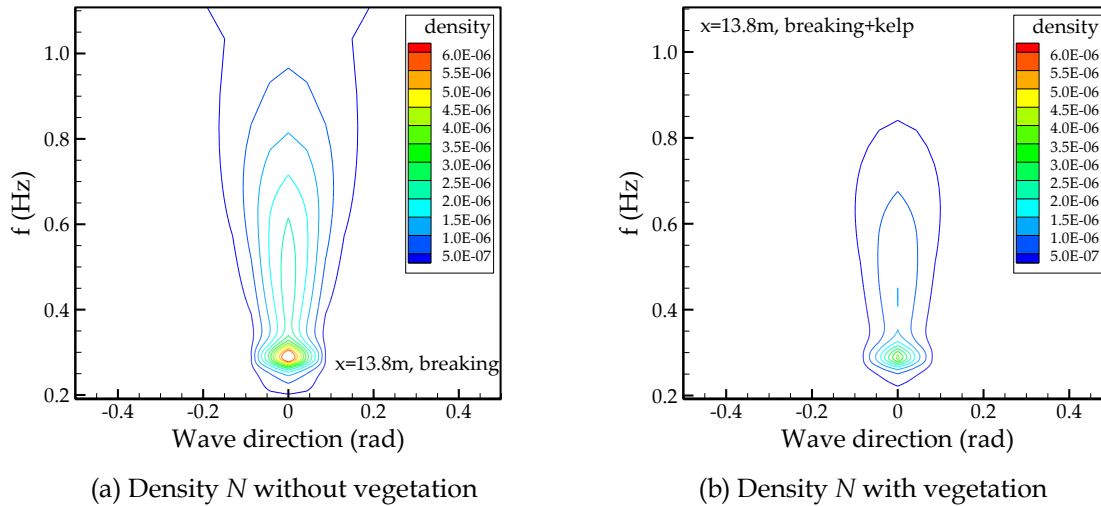 density
6.0E-06
5.5E-06
5.0E-06
4.5E-06
4.0E-06
3.5E-06
3.0E-06
2.5E-06
2.0E-06
1.5E-06
1.0E-06
5.0E-07
1.0
0.8
0.6
0.4
0.2
f (Hz)
x=13.8m, breaking
-0.4
-0.2
0
0.2
0.4
Wave direction (rad)
(a) Density N without vegetation
x=13.8m, breaking+kelp
density
6.0E-06
5.5E-06
5.0E-06
4.5E-06
4.0E-06
3.5E-06
3.0E-06
2.5E-06
2.0E-06
1.5E-06
1.0E-06
5.0E-07
1.0
0.8
0.6
0.4
0.2
f (Hz)
-0.4
-0.2
0
0.2
0.4
Wave direction (rad)
(b) Density N with vegetation